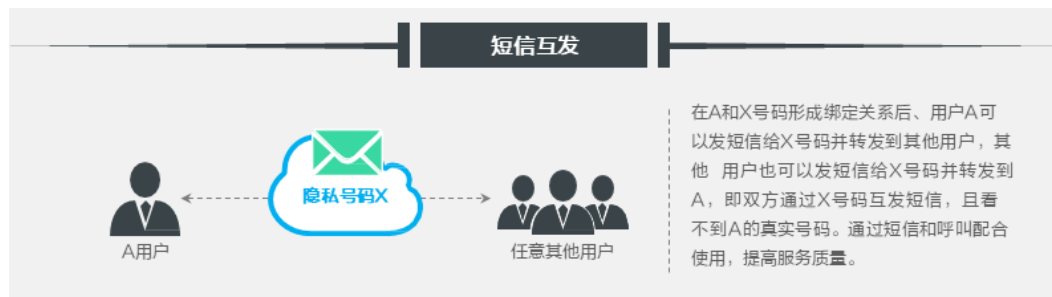 短信互发
隐私号码X
A用户
任意其他用户
在A和X号码形成绑定关系后、用户A可
以发短信给X号码并转发到其他用户，其
他 用户也可以发短信给X号码并转发到
A，即双方通过X号码互发短信，且看
不到A的真实号码。通过短信和呼叫配合
使用，提高服务质量。